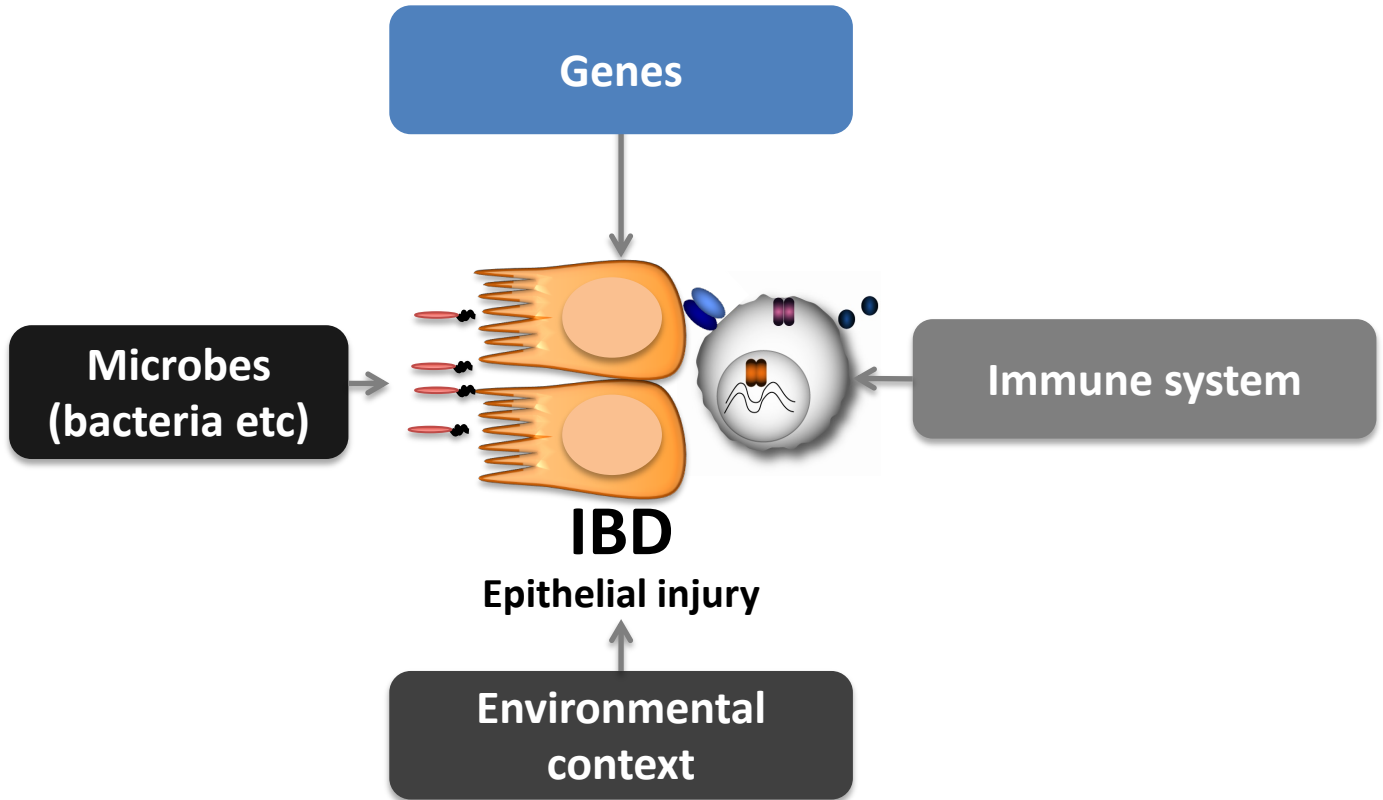 Genes
Microbes
(bacteria etc)
Immune system
IBD
Epithelial injury
Environmental
context